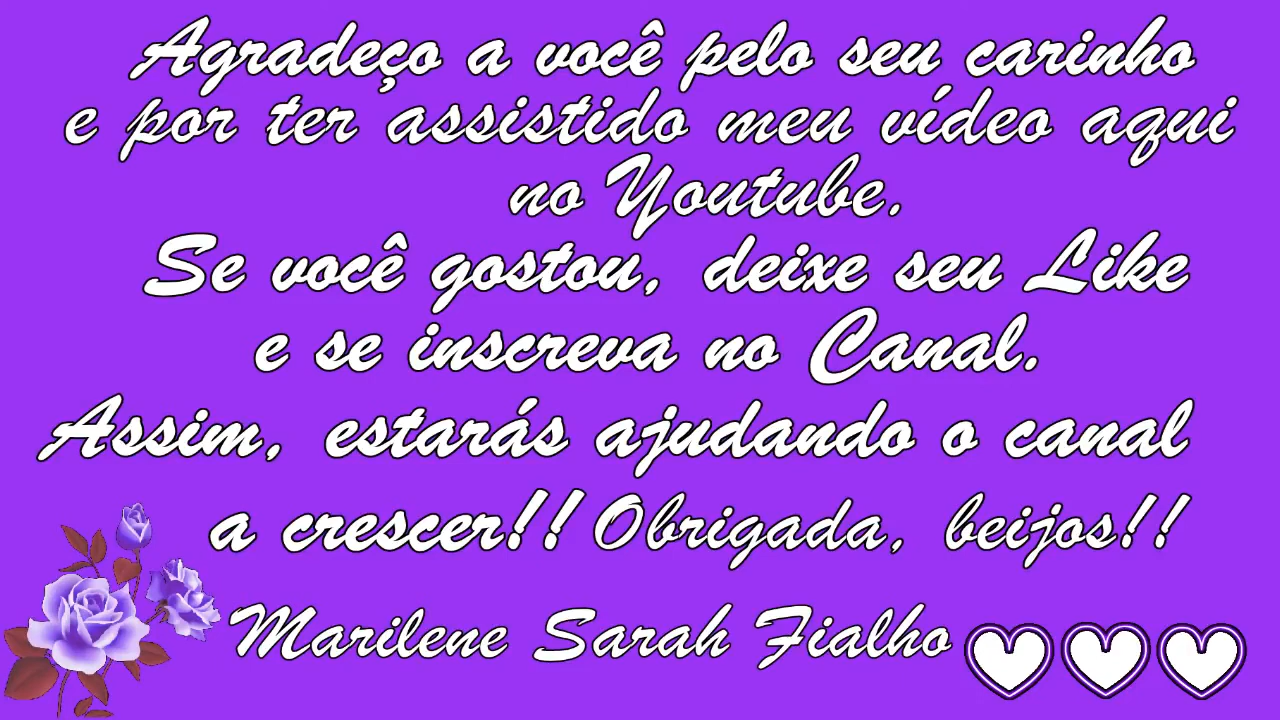 Agradeço a você pelo seu carinho
e por ter assistido meu vídeo aqui
no Youtube.
Se você gostou, deixe seu Like
e se inscreva no Canal.
Assim, estarás ajudando o canal
a crescer!! Obrigada, beijos!!
Marilene Sarah Fialho